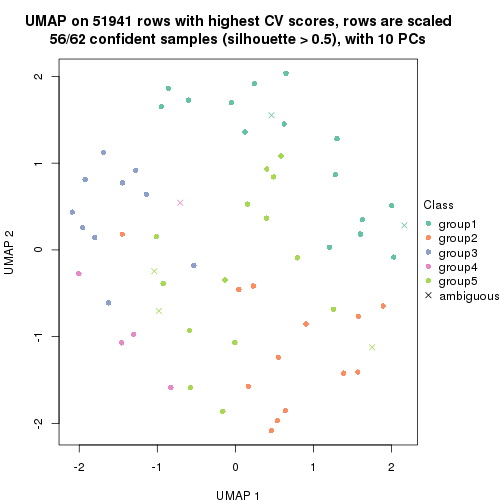 UMAP on 51941 rows with highest CV scores, rows are scaled
56/62 confident samples (silhouette > 0.5), with 10 PCs
2
1
0
-1
-2
UMAP 2
-2
-1
0
1
2
UMAP 1
Class
group1
group2
group3
group4
group5
ambiguous